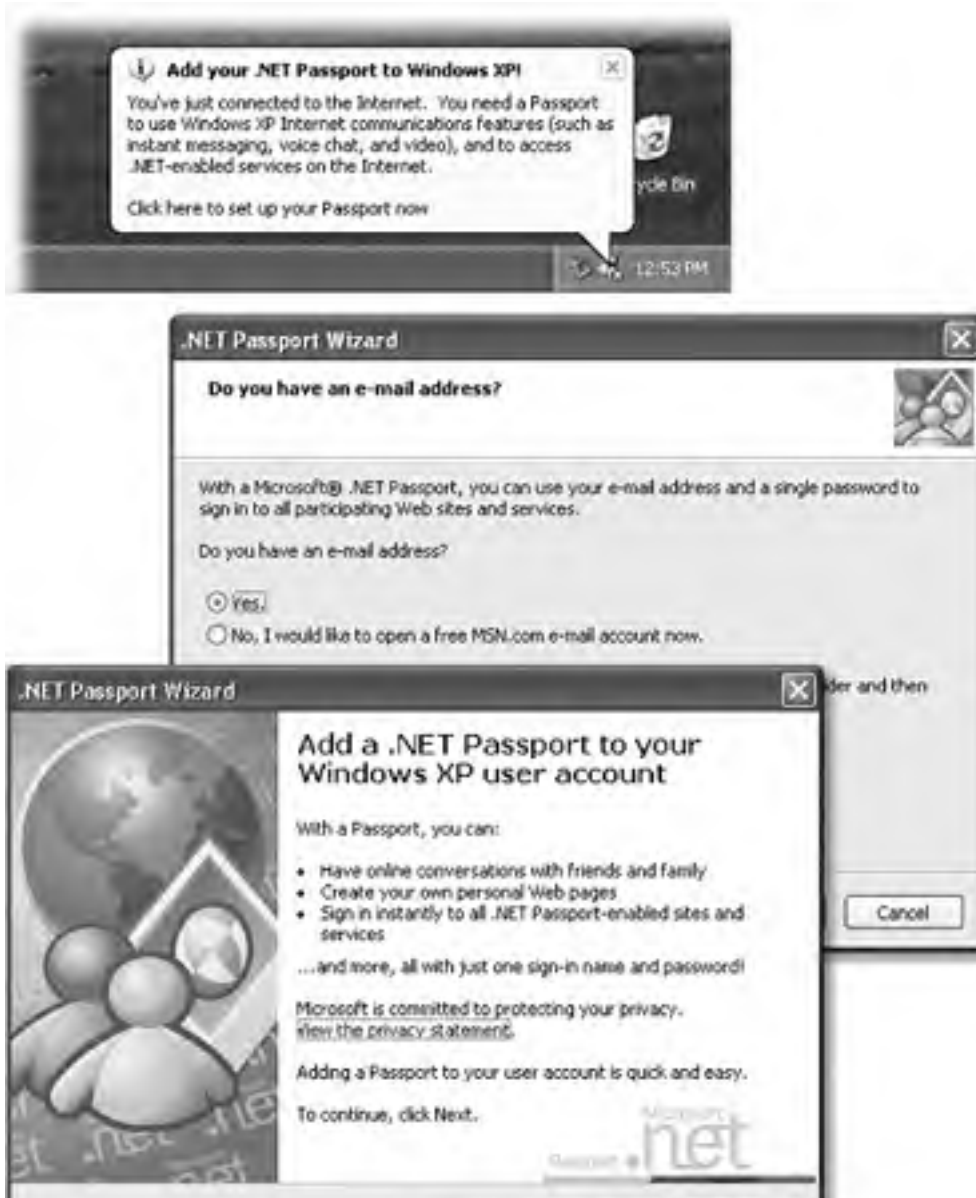 Add your .NET Passport to Windows XP!
You've just connected to the Internet. You need a Passport
to use Windows XP Internet communications features (such as
instant messaging, voice chat, and video), and to access
.NET-enabled services on the Internet.
Click here to set up your Passport now
ycle Bin
12:53 PM
.NET Passport Wizard
Do you have an e-mail address?
With a Microsoft® .NET Passport, you can use your e-mail address and a single password to
sign in to all participating Web sites and services.
Do you have an e-mail address?
Yes.
No, I would like to open a free MSN.com e-mail account now.
der and then
Cancel
.NET Passport Wizard
Add a .NET Passport to your
Windows XP user account
With a Passport, you can:
• Have online conversations with friends and family
• Create your own personal Web pages
• Sign in instantly to all .NET Passport-enabled sites and
services
...and more, all with just one sign-in name and password!
Microsoft is committed to protecting your privacy.
View the privacy statement.
Adding a Passport to your user account is quick and easy.
To continue, click Next.
Microsoft
.net
Passport
et .net .ne
.net